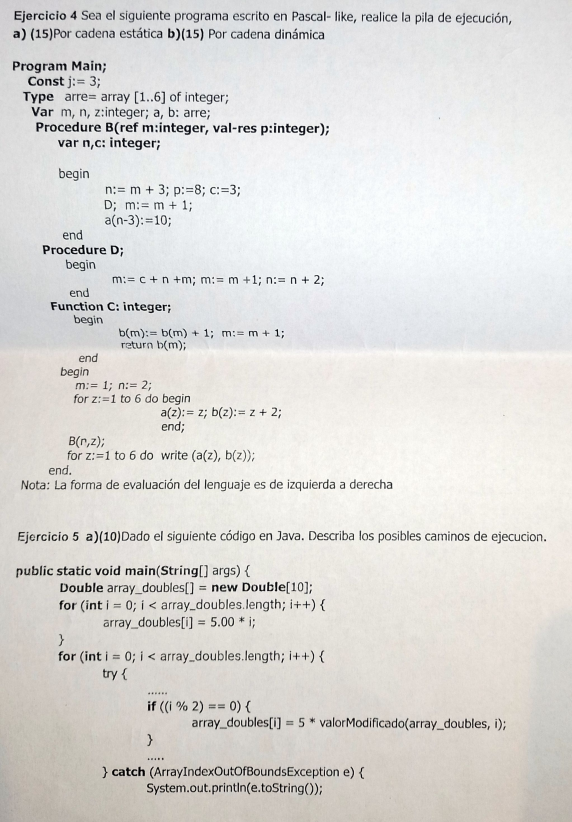 Ejercicio 4 Sea el siguiente programa escrito en Pascal- like, realice la pila de ejecución,
a) (15)Por cadena estática b)(15) Por cadena dinámica
Program Main;
Const j:= 3;
Type arre= array [1..6] of integer;
Var m, n, z:integer; a, b: arre;
Procedure B(ref m:integer, val-res p:integer);
var n,c: integer;
begin
n:= m + 3; p:=8; c:=3;
D; m:= m + 1;
a(n-3):=10;
end
Procedure D;
begin
m:= c + n +m; m:= m +1; n:= n + 2;
end
Function C: integer;
begin
b(m):= b(m) + 1; m:= m + 1;
return b(m);
end
begin
m:= 1; n:= 2;
for z:=1 to 6 do begin
a(z):= z; b(z):= z + 2;
end;
B(n,z);
for z:=1 to 6 do write (a(z), b(z));
end.
Nota: La forma de evaluación del lenguaje es de izquierda a derecha
Ejercicio 5 a)(10)Dado el siguiente código en Java. Describa los posibles caminos de ejecucion.
public static void main(String[] args) {
Double array_doubles[] = new Double[10];
for (int i = 0; i < array_doubles.length; i++) {
array_doubles[i] = 5.00 * i;
}
for (int i = 0; i < array_doubles.length; i++) {
try {
......
if ((i % 2) == 0) {
array_doubles[i] = 5 * valorModificado(array_doubles, i);
}
.....
} catch (ArrayIndexOutOfBoundsException e) {
System.out.println(e.toString());